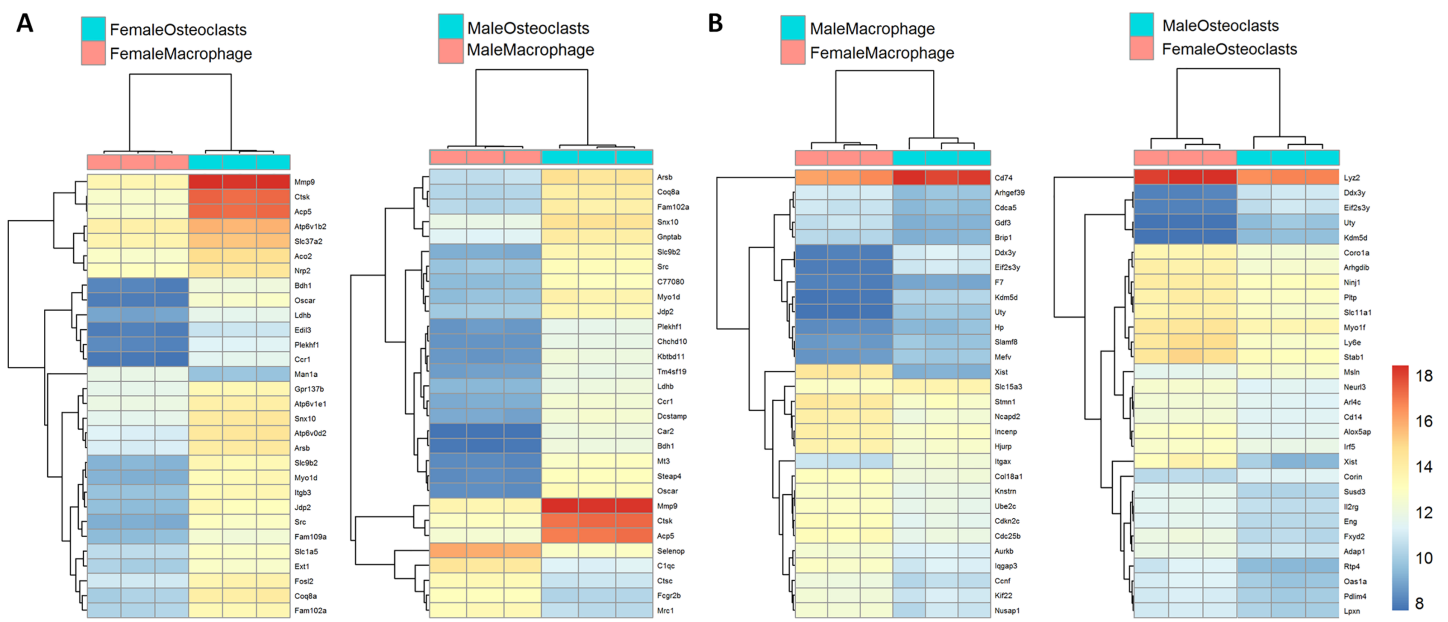 A
FemaleOsteoclasts
FemaleMacrophage
Mmp9
Ctsk
Acp5
Atp6v1b2
Slc37a2
Aco2
Nrp2
Bdh1
Oscar
Ldhb
Edil3
Plekhf1
Ccr1
Man1a
Gpr137b
Atp6v1e1
Snx10
Atp6v0d2
Arsb
Slc9b2
Myo1d
Itgb3
Jdp2
Src
Fam109a
Slc1a5
Ext1
Fosl2
Coq8a
Fam102a
MaleOsteoclasts
MaleMacrophage
Arsb
Coq8a
Fam102a
Snx10
Gnptab
Slc9b2
Src
C77080
Myo1d
Jdp2
Plekhf1
Chchd10
Kbtbd11
Tm4sf19
Ldhb
Ccr1
Dcstamp
Car2
Bdh1
Mt3
Steap4
Oscar
Mmp9
Ctsk
Acp5
Selenop
C1qc
Ctsc
Fcgr2b
Mrc1
B
MaleMacrophage
FemaleMacrophage
Cd74
Arhgef39
Cdca5
Gdf3
Brip1
Ddx3y
Eif2s3y
F7
Kdm5d
Uty
Hp
Slamf8
Mefv
Xist
Slc15a3
Stmn1
Ncapd2
Incenp
Hjurp
Itgax
Col18a1
Knstrn
Ube2c
Cdkn2c
Cdc25b
Aurkb
Iqgap3
Ccnf
Kif22
Nusap1
MaleOsteoclasts
FemaleOsteoclasts
Lyz2
Ddx3y
Eif2s3y
Uty
Kdm5d
Coro1a
Arhgdib
Ninj1
Pltp
Slc11a1
Myo1f
Ly6e
Stab1
Msln
Neurl3
Arl4c
Cd14
Alox5ap
Irf5
Xist
Corin
Susd3
Il2rg
Eng
Fxyd2
Adap1
Rtp4
Oas1a
Pdlim4
Lpxn
18
16
14
12
10
8